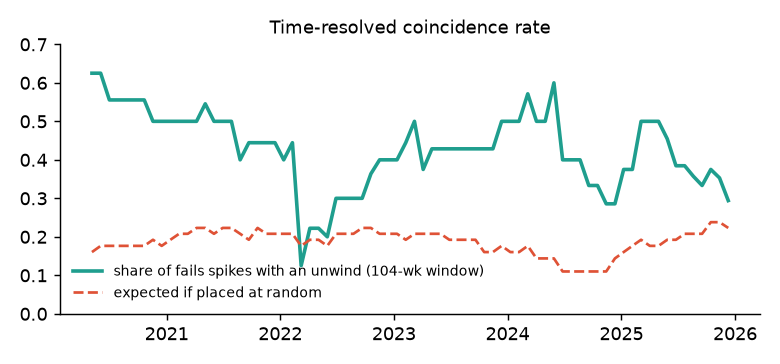 Time-resolved coincidence rate
0.7
0.6
0.5
0.4
0.3
0.2
0.1
0.0
share of fails spikes with an unwind (104-wk window)
expected if placed at random
2021 2022 2023 2024 2025 2026